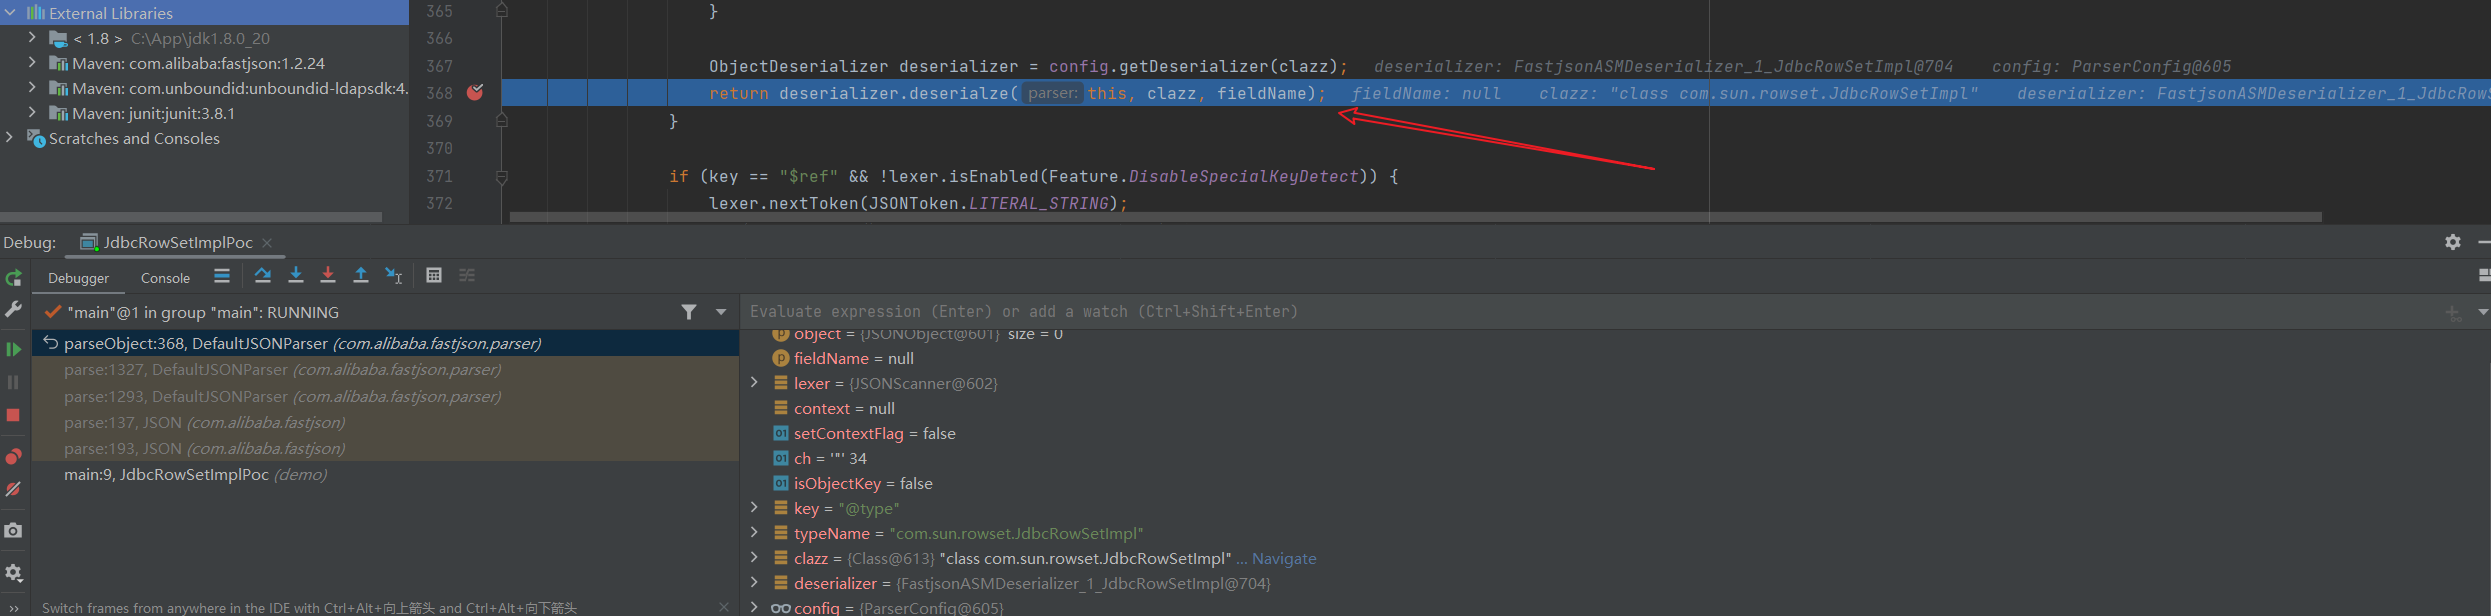 External Libraries
< 1.8 > C:\App\jdk1.8.0_20
Maven: com.alibaba:fastjson:1.2.24
Maven: com.unboundid:unboundid-ldapsdk:4.
Maven: junit:junit:3.8.1
Scratches and Consoles
365 }
366
367 ObjectDeserializer deserializer = config.getDeserializer(clazz); deserializer: FastjsonASMDeserializer_1_JdbcRowSetImpl@704 config: ParserConfig@605
368 return deserializer.deserialze( parser: this, clazz, fieldName); fieldName: null clazz: "class com.sun.rowset.JdbcRowSetImpl" deserializer: FastjsonASMDeserializer_1_JdbcRowS
369 }
370
371 if (key == "$ref" && !lexer.isEnabled(Feature.DisableSpecialKeyDetect)) {
372 lexer.nextToken(JSONToken.LITERAL_STRING);
Debug: JdbcRowSetImplPoc
Debugger Console
"main"@1 in group "main": RUNNING
parseObject:368, DefaultJSONParser (com.alibaba.fastjson.parser)
parse:1327, DefaultJSONParser (com.alibaba.fastjson.parser)
parse:1293, DefaultJSONParser (com.alibaba.fastjson.parser)
parse:137, JSON (com.alibaba.fastjson)
parse:193, JSON (com.alibaba.fastjson)
main:9, JdbcRowSetImplPoc (demo)
Switch frames from anywhere in the IDE with Ctrl+Alt+向上箭头 and Ctrl+Alt+向下箭头
Evaluate expression (Enter) or add a watch (Ctrl+Shift+Enter)
object = {JSONObject@601} size = 0
fieldName = null
lexer = {JSONScanner@602}
context = null
setContextFlag = false
ch = '"' 34
isObjectKey = false
key = "@type"
typeName = "com.sun.rowset.JdbcRowSetImpl"
clazz = {Class@613} "class com.sun.rowset.JdbcRowSetImpl" ... Navigate
deserializer = {FastjsonASMDeserializer_1_JdbcRowSetImpl@704}
config = {ParserConfig@605}